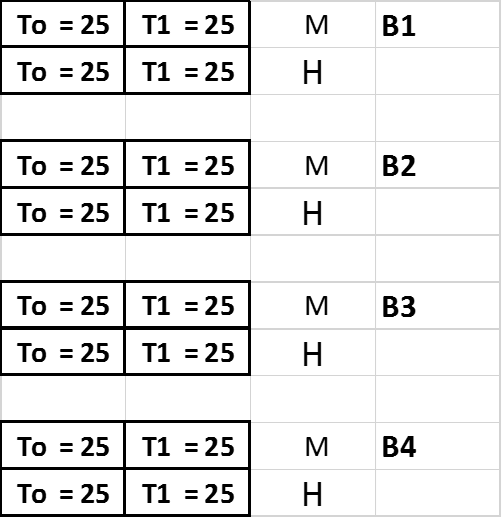 To = 25 T1 = 25 M B1
To = 25 T1 = 25 H
To = 25 T1 = 25 M B2
To = 25 T1 = 25 H
To = 25 T1 = 25 M B3
To = 25 T1 = 25 H
To = 25 T1 = 25 M B4
To = 25 T1 = 25 H